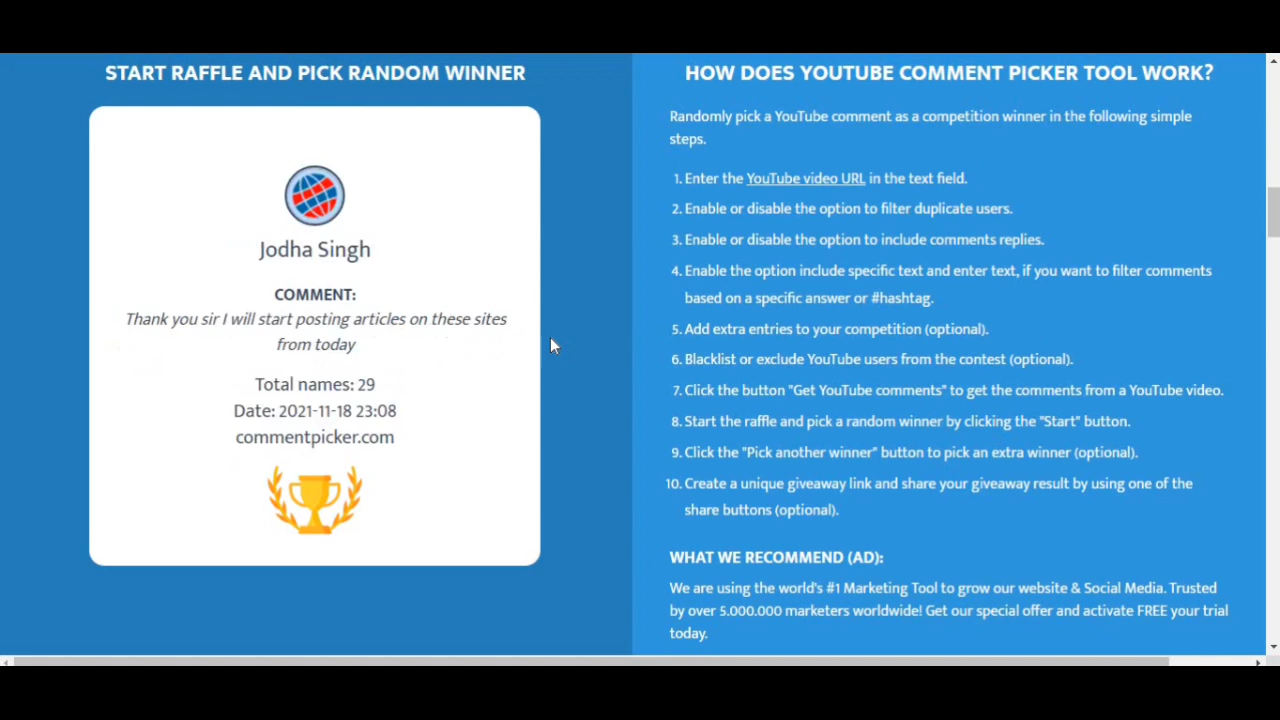 START RAFFLE AND PICK RANDOM WINNER
Jodha Singh
COMMENT:
Thank you sir I will start posting articles on these sites
from today
Total names: 29
Date: 2021-11-18 23:08
commentpicker.com
HOW DOES YOUTUBE COMMENT PICKER TOOL WORK?
Randomly pick a YouTube comment as a competition winner in the following simple
steps.
1. Enter the YouTube video URL in the text field.
2. Enable or disable the option to filter duplicate users.
3. Enable or disable the option to include comments replies.
4. Enable the option include specific text and enter text, if you want to filter comments
based on a specific answer or #hashtag.
5. Add extra entries to your competition (optional).
6. Blacklist or exclude YouTube users from the contest (optional).
7. Click the button "Get YouTube comments" to get the comments from a YouTube video.
8. Start the raffle and pick a random winner by clicking the "Start" button.
9. Click the "Pick another winner" button to pick an extra winner (optional).
10. Create a unique giveaway link and share your giveaway result by using one of the
share buttons (optional).
WHAT WE RECOMMEND (AD):
We are using the world's #1 Marketing Tool to grow our website & Social Media. Trusted
by over 5.000.000 marketers worldwide! Get our special offer and activate FREE your trial
today.